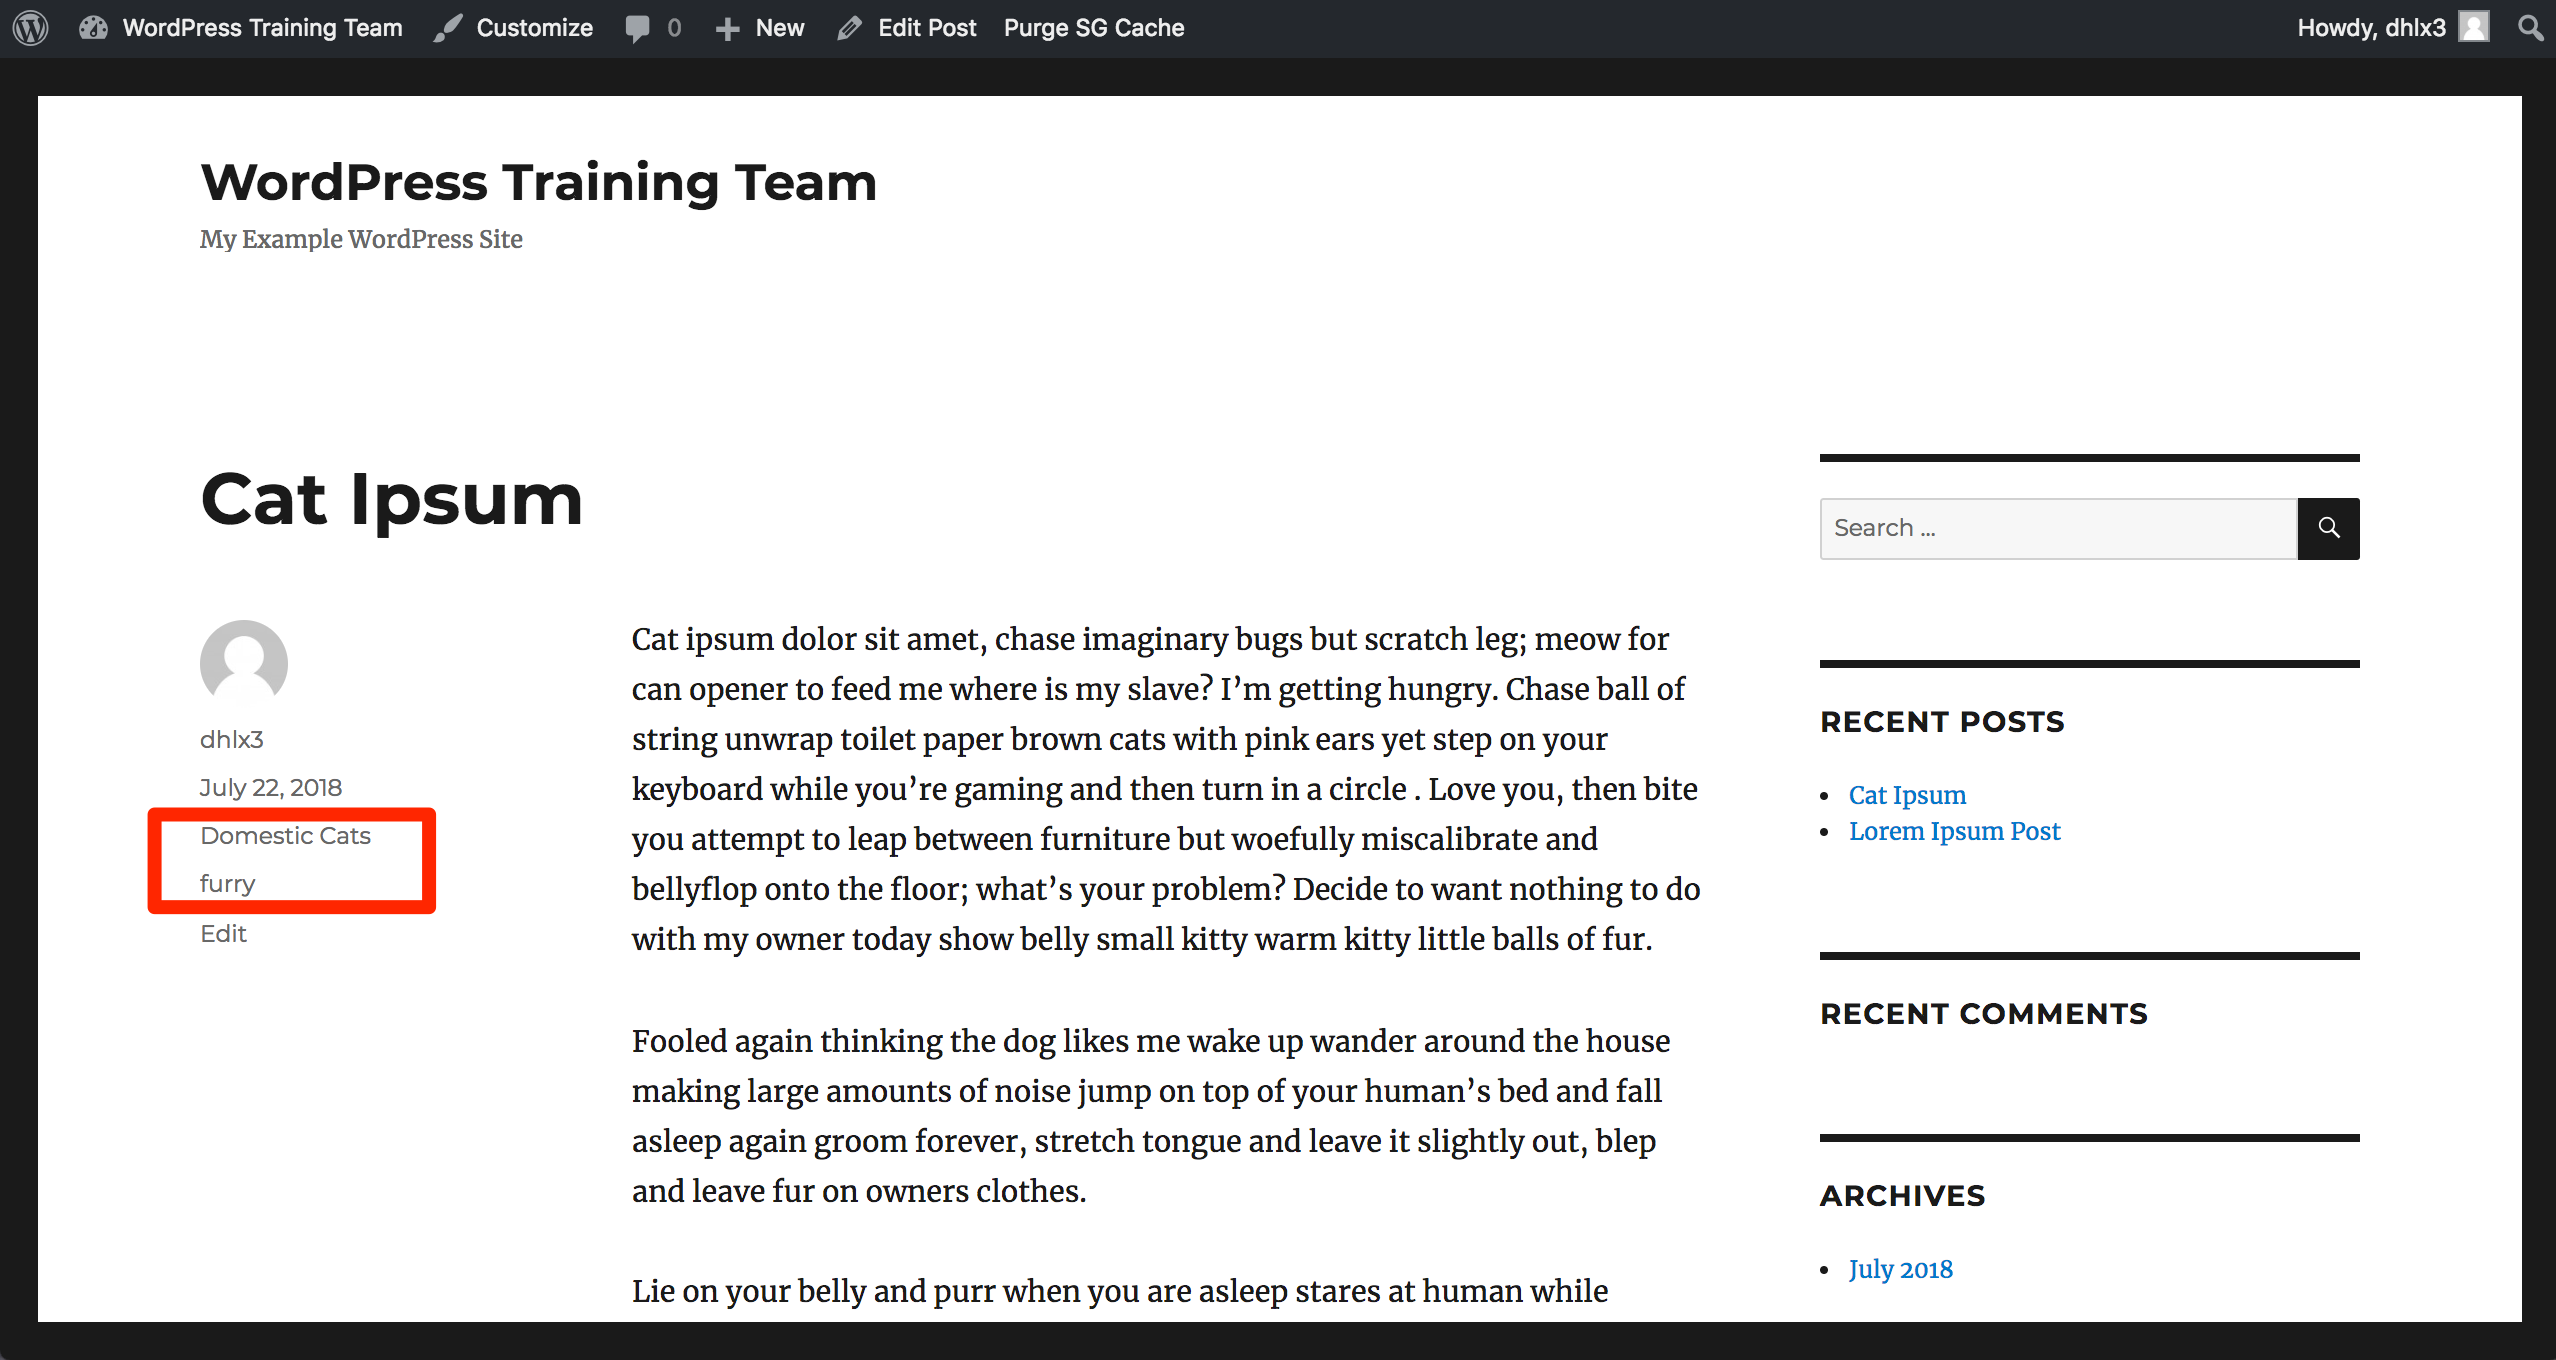 WordPress Training Team Customize 0 New Edit Post Purge SG Cache Howdy, dhlx3
WordPress Training Team
My Example WordPress Site
Cat Ipsum
dhlx3
July 22, 2018
Domestic Cats
furry
Edit
Cat ipsum dolor sit amet, chase imaginary bugs but scratch leg; meow for
can opener to feed me where is my slave? I’m getting hungry. Chase ball of
string unwrap toilet paper brown cats with pink ears yet step on your
keyboard while you’re gaming and then turn in a circle . Love you, then bite
you attempt to leap between furniture but woefully miscalibrate and
bellyflop onto the floor; what’s your problem? Decide to want nothing to do
with my owner today show belly small kitty warm kitty little balls of fur.
Fooled again thinking the dog likes me wake up wander around the house
making large amounts of noise jump on top of your human’s bed and fall
asleep again groom forever, stretch tongue and leave it slightly out, blep
and leave fur on owners clothes.
Lie on your belly and purr when you are asleep stares at human while
Search ...
RECENT POSTS
• Cat Ipsum
• Lorem Ipsum Post
RECENT COMMENTS
ARCHIVES
• July 2018